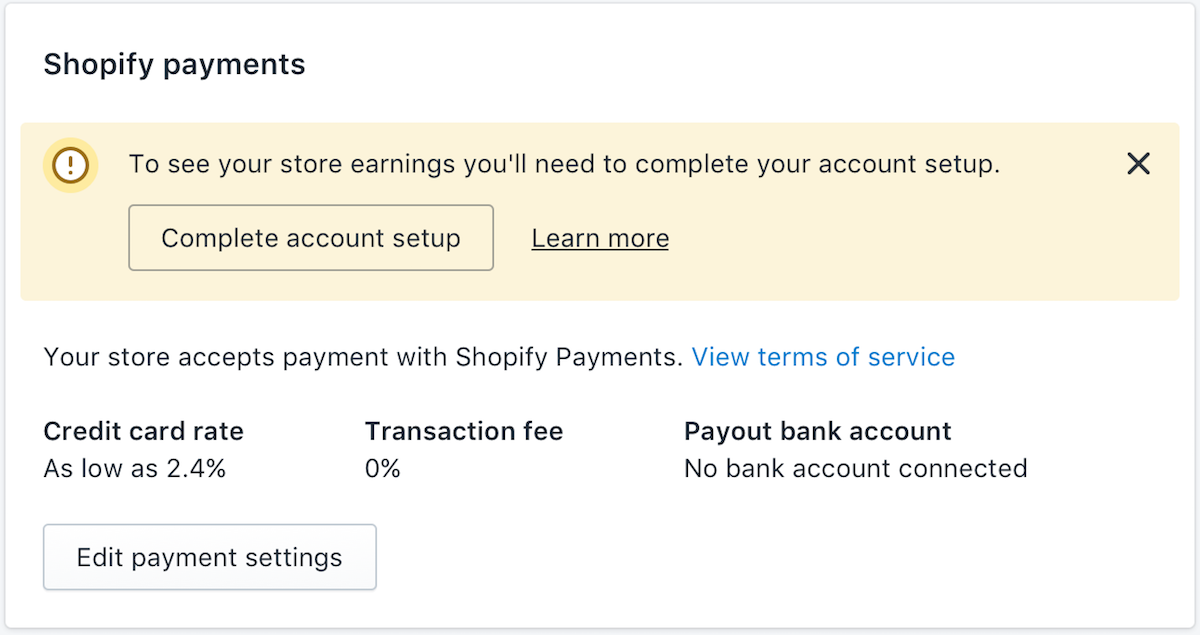 Shopify payments
To see your store earnings you'll need to complete your account setup.
Complete account setup Learn more
Your store accepts payment with Shopify Payments. View terms of service
Credit card rate Transaction fee Payout bank account
As low as 2.4% 0% No bank account connected
Edit payment settings